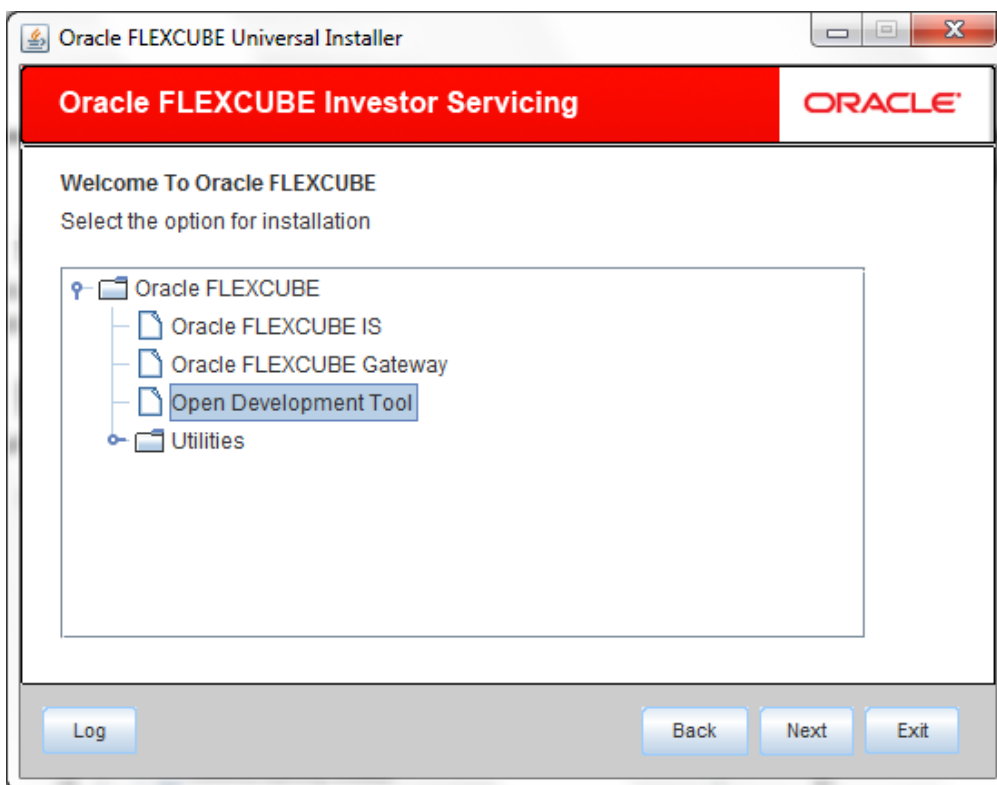 Oracle FLEXCUBE Universal Installer
Oracle FLEXCUBE Investor Servicing
ORACLE
Welcome To Oracle FLEXCUBE
Select the option for installation
Oracle FLEXCUBE
Oracle FLEXCUBE IS
Oracle FLEXCUBE Gateway
Open Development Tool
Utilities
Log
Back
Next
Exit